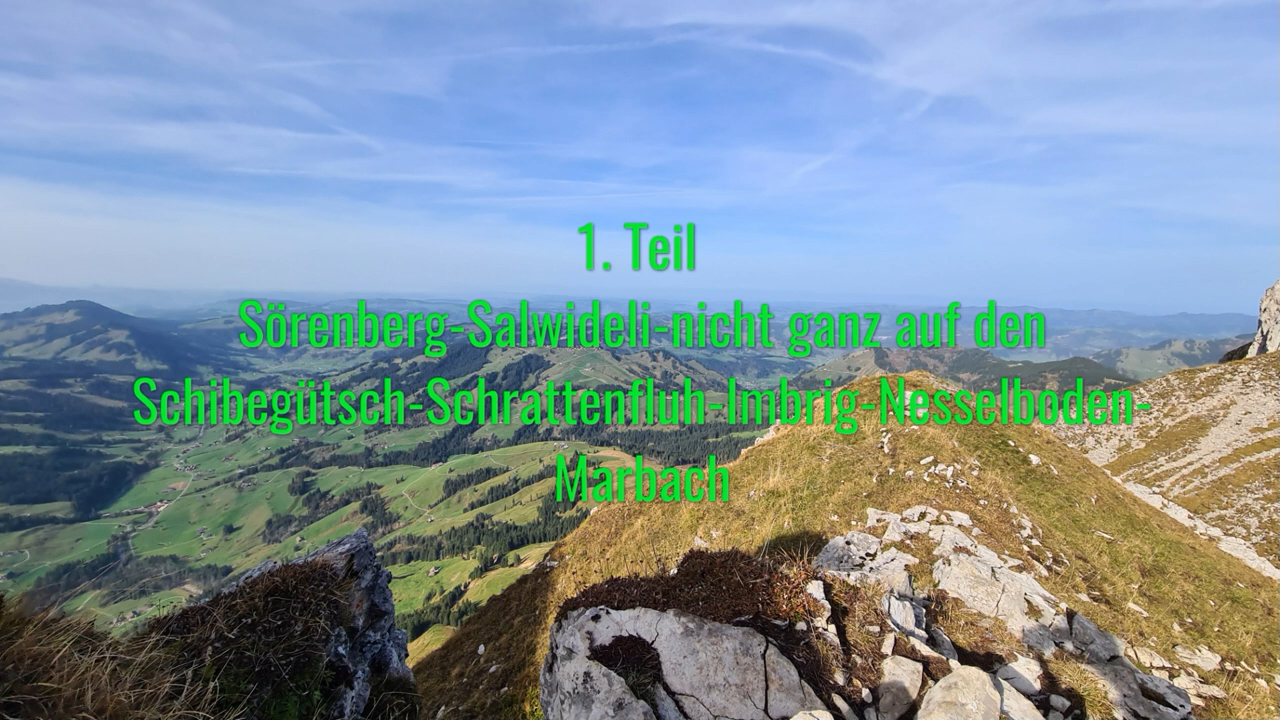 1. Teil
Sörenberg-Salwideli-nicht ganz auf den
Schibegütsch-Schrattenfluh-Imbrig-Nesselboden-
Marbach